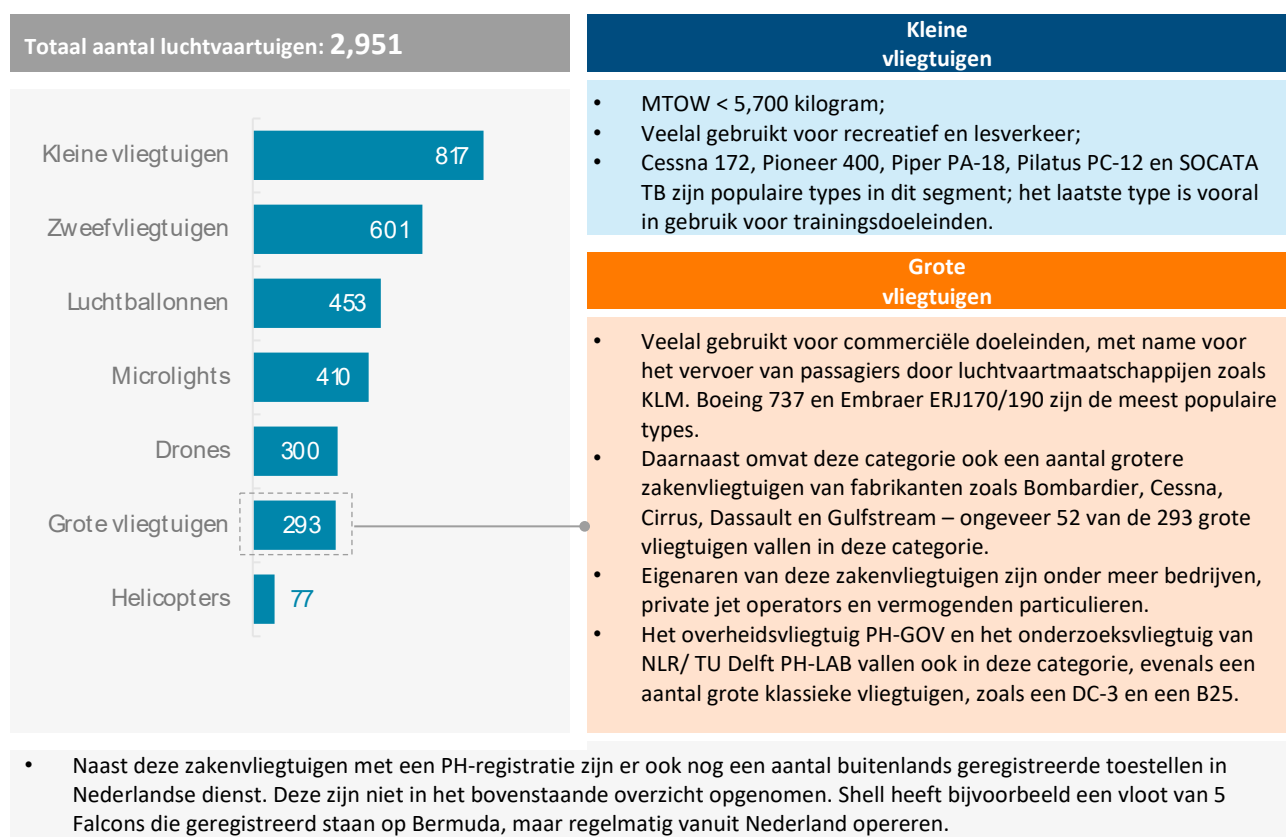 Totaal aantal luchtvaartuigen: 2,951
Kleine vliegtuigen 817
Zweefvliegtuigen 601
Luchtballonnen 453
Microlights 410
Drones 300
Grote vliegtuigen 293
Helicopters 77
Kleine
vliegtuigen
• MTOW < 5,700 kilogram;
• Veelal gebruikt voor recreatief en lesverkeer;
• Cessna 172, Pioneer 400, Piper PA-18, Pilatus PC-12 en SOCATA
TB zijn populaire types in dit segment; het laatste type is vooral
in gebruik voor trainingsdoeleinden.
Grote
vliegtuigen
• Veelal gebruikt voor commerciële doeleinden, met name voor
het vervoer van passagiers door luchtvaartmaatschappijen zoals
KLM. Boeing 737 en Embraer ERJ170/190 zijn de meest populaire
types.
• Daarnaast omvat deze categorie ook een aantal grotere
zakenvliegtuigen van fabrikanten zoals Bombardier, Cessna,
Cirrus, Dassault en Gulfstream – ongeveer 52 van de 293 grote
vliegtuigen vallen in deze categorie.
• Eigenaren van deze zakenvliegtuigen zijn onder meer bedrijven,
private jet operators en vermogenden particulieren.
• Het overheidsvliegtuig PH-GOV en het onderzoeksvliegtuig van
NLR/ TU Delft PH-LAB vallen ook in deze categorie, evenals een
aantal grote klassieke vliegtuigen, zoals een DC-3 en een B25.
• Naast deze zakenvliegtuigen met een PH-registratie zijn er ook nog een aantal buitenlands geregistreerde toestellen in
Nederlandse dienst. Deze zijn niet in het bovenstaande overzicht opgenomen. Shell heeft bijvoorbeeld een vloot van 5
Falcons die geregistreerd staan op Bermuda, maar regelmatig vanuit Nederland opereren.